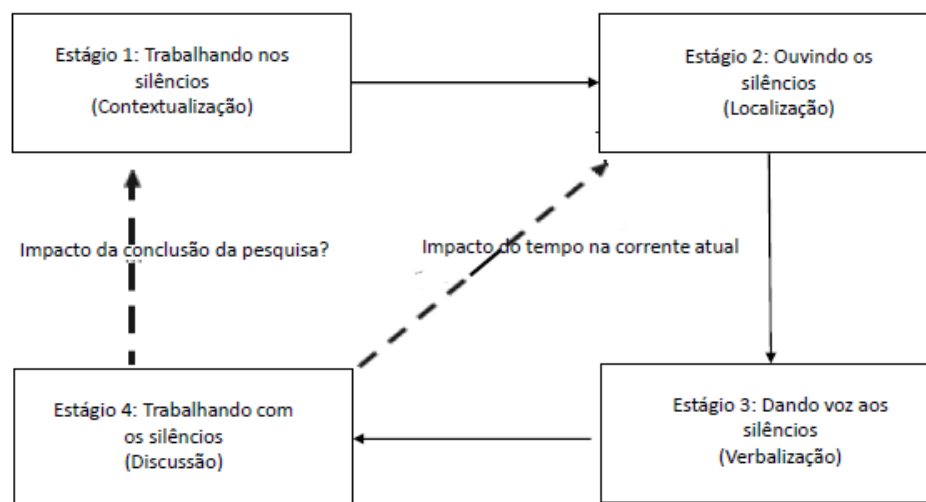 Estágio 1: Trabalhando nos
silêncios
(Contextualização)
Estágio 2: Ouvindo os
silêncios
(Localização)
Impacto da conclusão da pesquisa?
Impacto do tempo na corrente atual
Estágio 4: Trabalhando com
os silêncios
(Discussão)
Estágio 3: Dando voz aos
silêncios
(Verbalização)